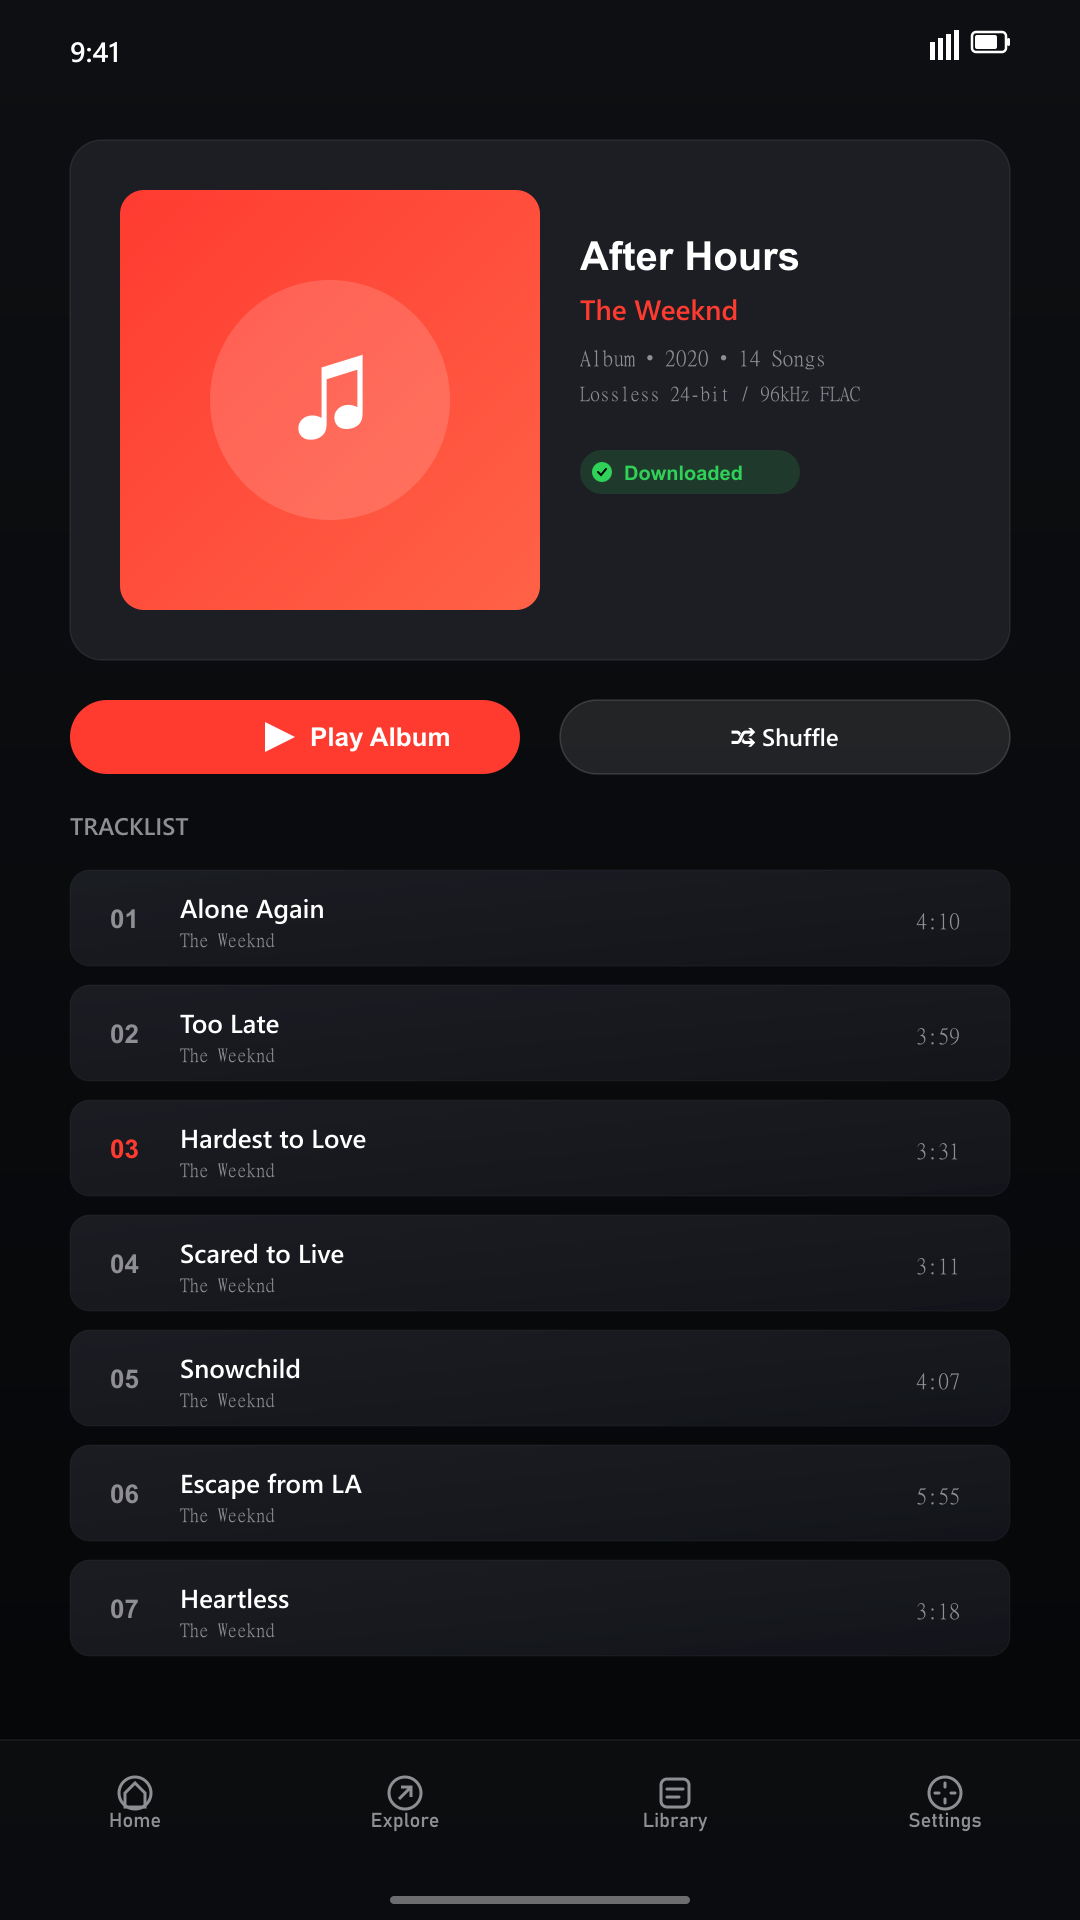 9:41
After Hours
The Weeknd
Album • 2020 • 14 Songs
Lossless 24-bit / 96kHz FLAC
Downloaded
Play Album
Shuffle
TRACKLIST
01
Alone Again
The Weeknd
4:10
02
Too Late
The Weeknd
3:59
03
Hardest to Love
The Weeknd
3:31
04
Scared to Live
The Weeknd
3:11
05
Snowchild
The Weeknd
4:07
06
Escape from LA
The Weeknd
5:55
07
Heartless
The Weeknd
3:18
Home
Explore
Library
Settings